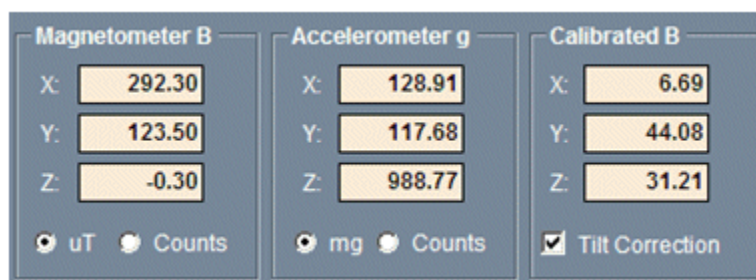 Magnetometer B
X: 292.30
Y: 123.50
Z: -0.30
uT Counts
Accelerometer g
X: 128.91
Y: 117.68
Z: 988.77
mg Counts
Calibrated B
X: 6.69
Y: 44.08
Z: 31.21
Tilt Correction